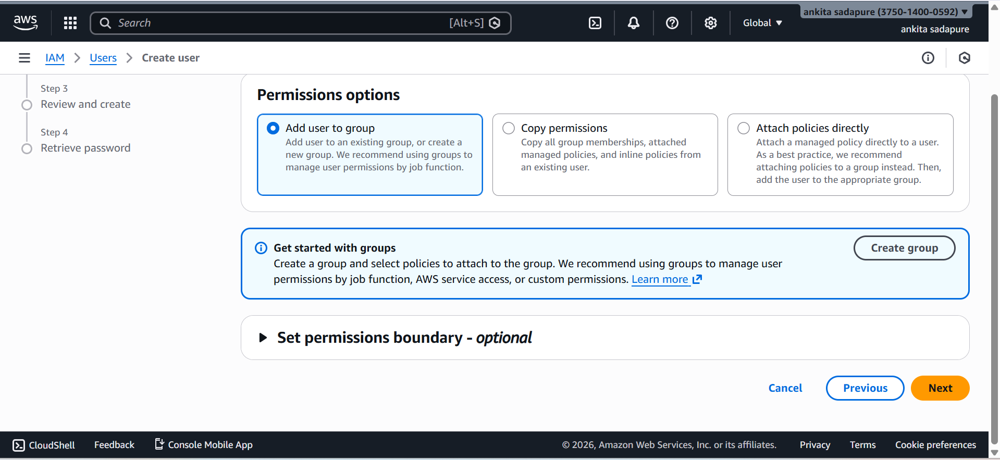 aws
Search
[Alt+S]
Global
ankita sadapure (3750-1400-0592)
ankita sadapure
IAM
Users
Create user
Step 3
Review and create
Step 4
Retrieve password
Permissions options
Add user to group
Add user to an existing group, or create a
new group. We recommend using groups to
manage user permissions by job function.
Copy permissions
Copy all group memberships, attached
managed policies, and inline policies from
an existing user.
Attach policies directly
Attach a managed policy directly to a user.
As a best practice, we recommend
attaching policies to a group instead. Then,
add the user to the appropriate group.
Get started with groups
Create a group and select policies to attach to the group. We recommend using groups to manage user
permissions by job function, AWS service access, or custom permissions. Learn more
Create group
Set permissions boundary - optional
Cancel
Previous
Next
CloudShell
Feedback
Console Mobile App
© 2026, Amazon Web Services, Inc. or its affiliates.
Privacy
Terms
Cookie preferences